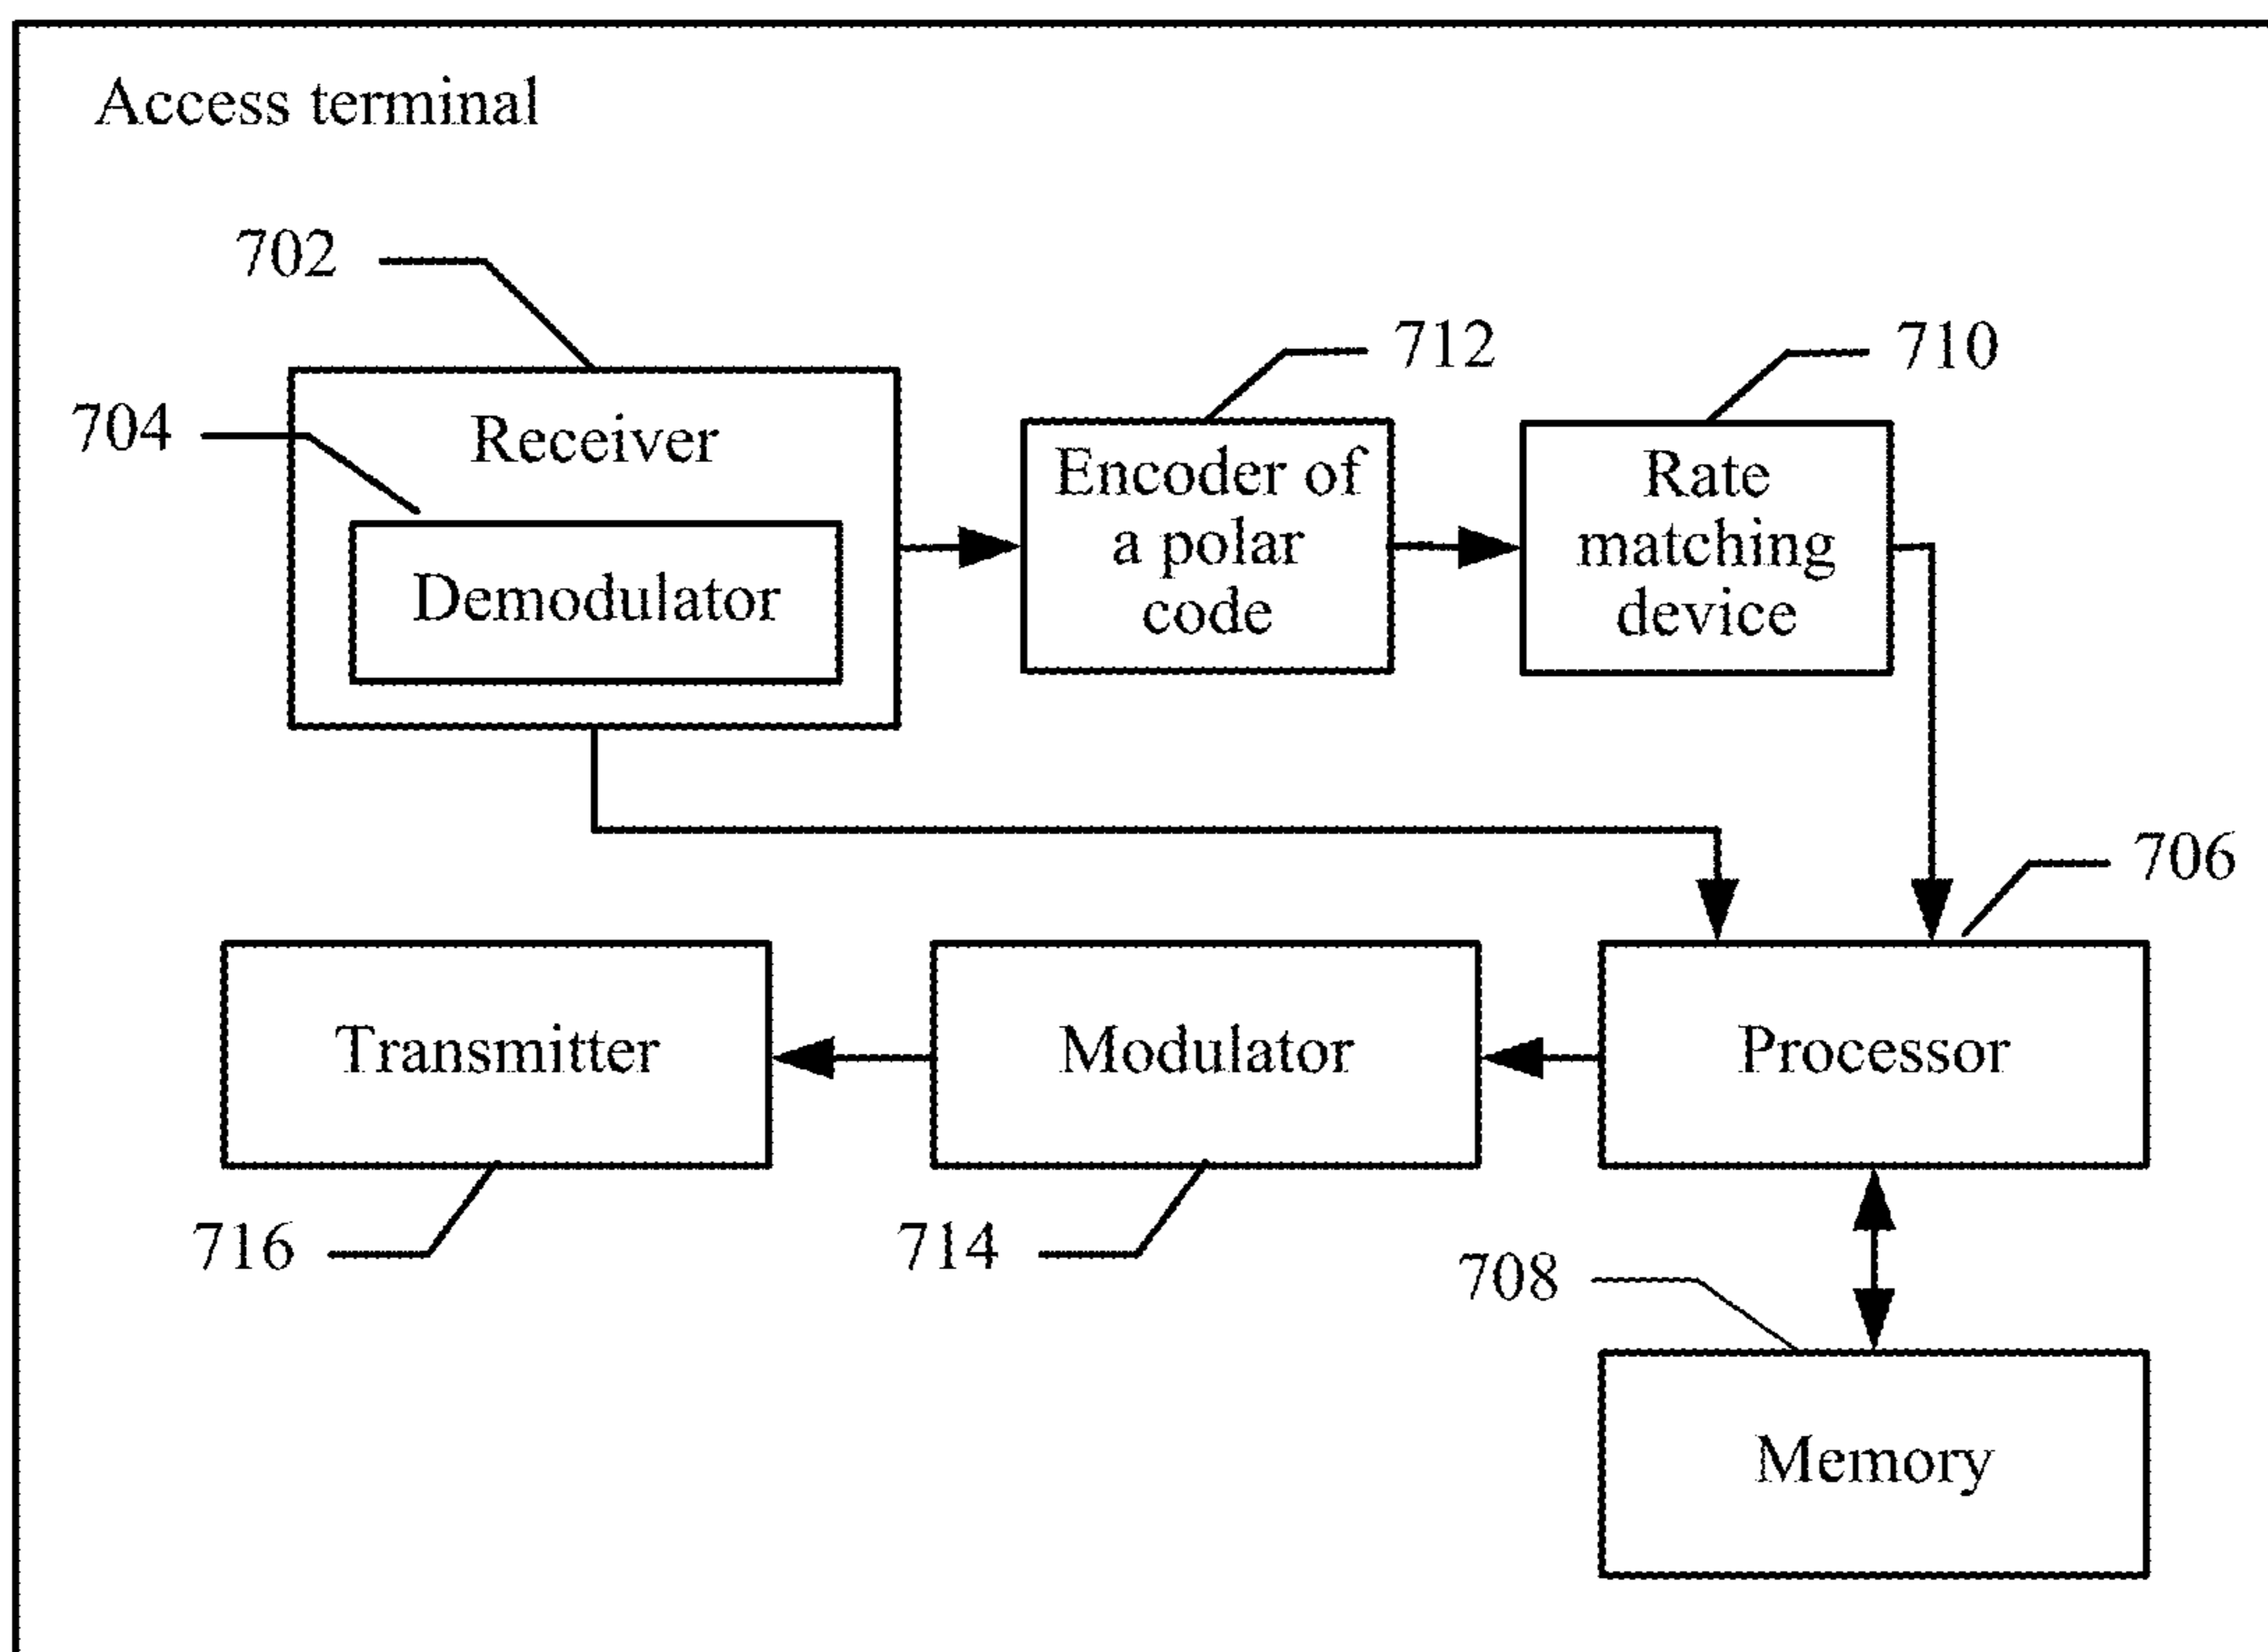 Access terminal
702
712
710
704
Receiver
Encoder of
a polar
code
Rate
matching
device
Demodulator
706
Transmitter
Modulator
Processor
716
714
708
Memory